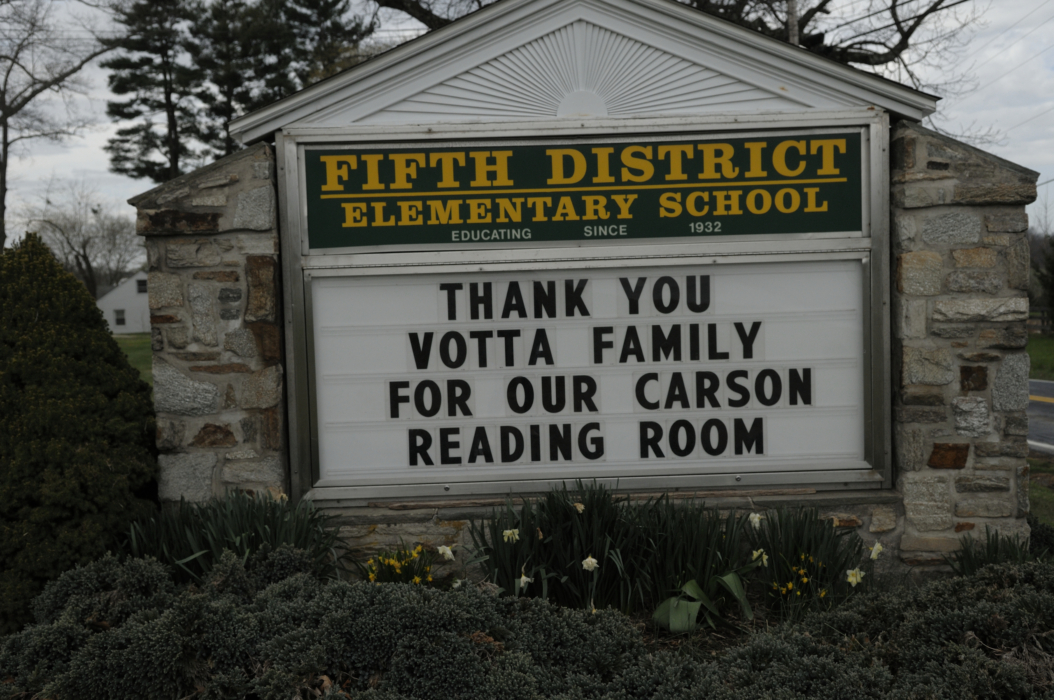 FIFTH DISTRICT
ELEMENTARY SCHOOL
EDUCATING SINCE 1932
THANK YOU
VOTTA FAMILY
FOR OUR CARSON
READING ROOM